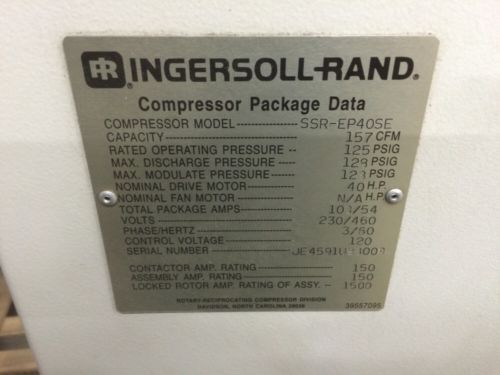 IR INGERSOLL-RAND®
Compressor Package Data
COMPRESSOR MODEL SSR-EP40SE
CAPACITY 157 CFM
RATED OPERATING PRESSURE -- 125 PSIG
MAX. DISCHARGE PRESSURE 128 PSIG
MAX. MODULATE PRESSURE PSIG
NOMINAL DRIVE MOTOR 40 H.P.
NOMINAL FAN MOTOR N/A H.P.
TOTAL PACKAGE AMPS
VOLTS 230/460
PHASE/HERTZ 3/60
CONTROL VOLTAGE 120
SERIAL NUMBER
CONTACTOR AMP. RATING 150
ASSEMBLY AMP. RATING 150
LOCKED ROTOR AMP RATING OF ASSY. - 1500
ROTARY-RECIPROCATING COMPRESSOR DIVISION
DAVIDSON, NORTH CAROLINA 28036 39557095